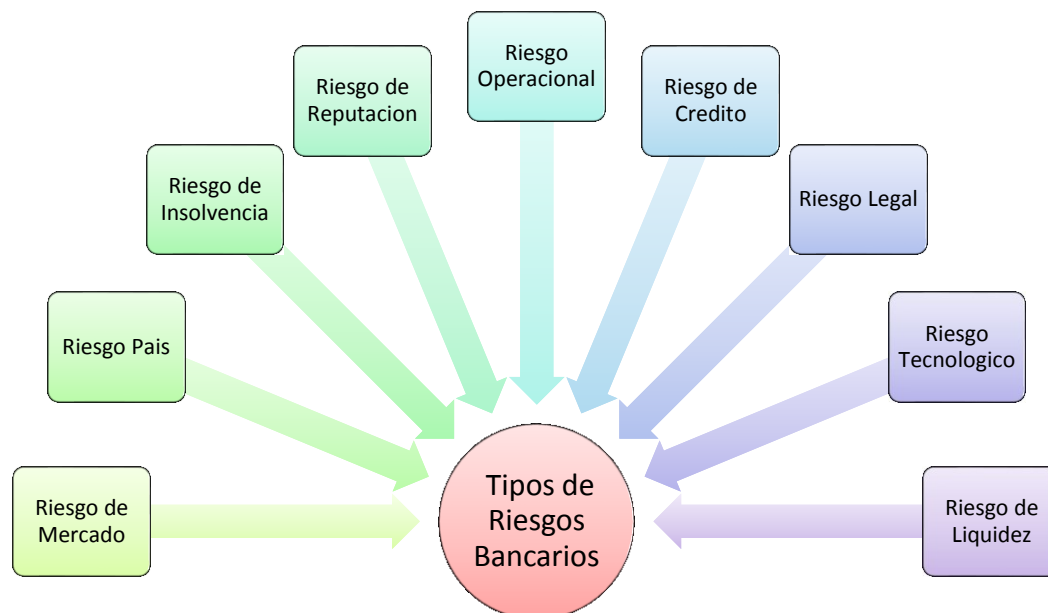 Riesgo
Operacional
Riesgo de
Reputacion
Riesgo de
Credito
Riesgo de
Insolvencia
Riesgo Legal
Riesgo Pais
Riesgo
Tecnologico
Riesgo de
Mercado
Tipos de
Riesgos
Bancarios
Riesgo de
Liquidez